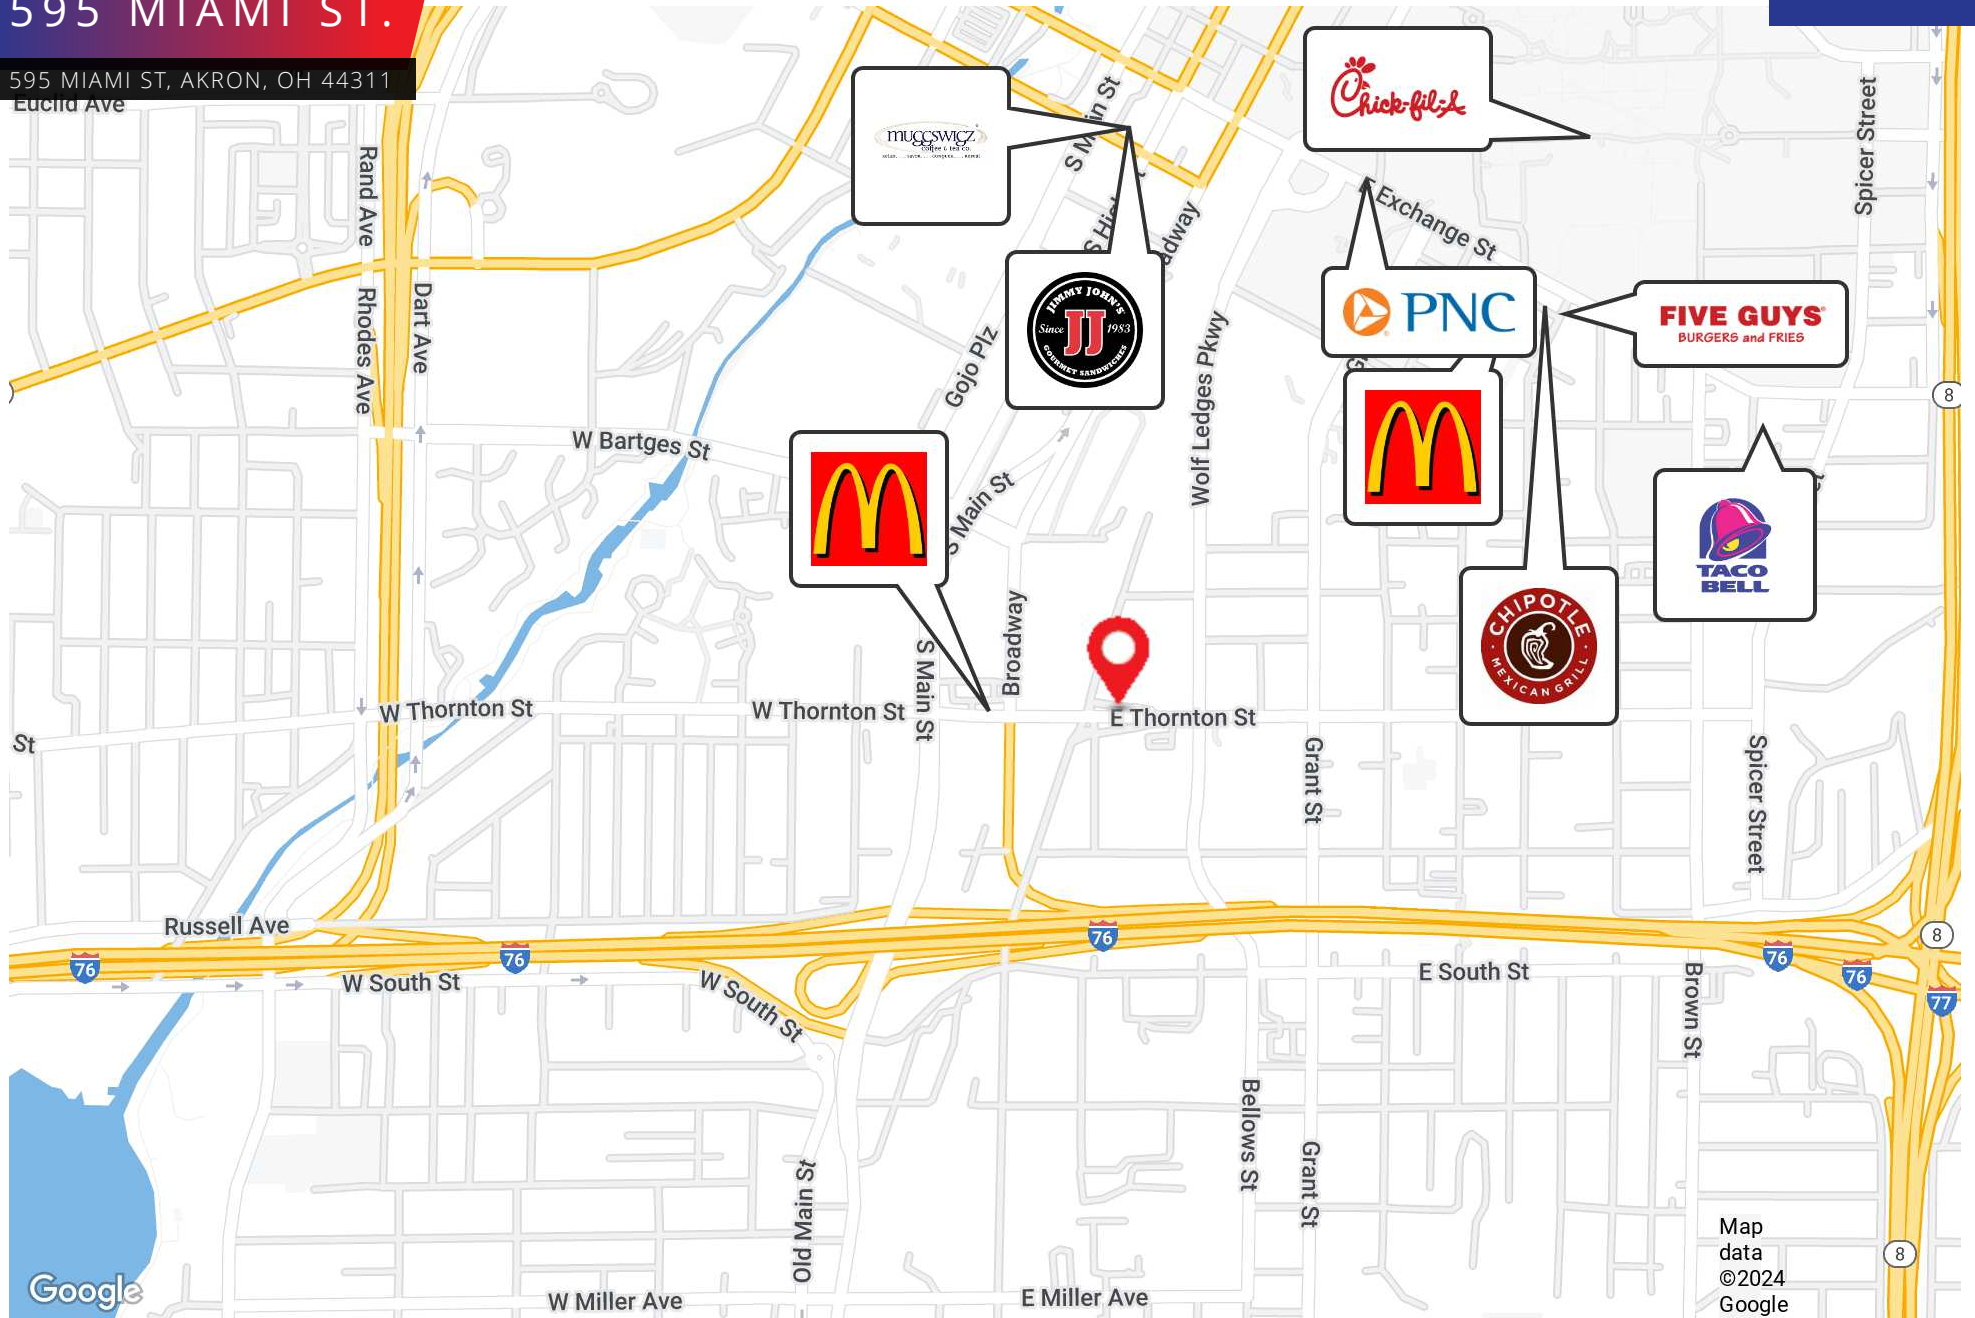 595 MIAMI ST.
595 MIAMI ST, AKRON, OH 44311
Euclid Ave
Rand Ave
Rhodes Ave
Dart Ave
muggswigz
coffee & tea co.
S Main St
JIMMY JOHN'S
Since JJ 1983
GOURMET SANDWICHES
Gojo Plz
Wolf Ledges Pkwy
Chick-fil-A
E Exchange St
Spicer Street
PNC
FIVE GUYS
BURGERS and FRIES
8
W Bartges St
S Main St
TACO
BELL
CHIPOTLE
MEXICAN GRILL
Broadway
S Main St
W Thornton St
W Thornton St
E Thornton St
St
Grant St
Spicer Street
Russell Ave
76
76
76
76
76
77
8
W South St
W South St
E South St
Brown St
Bellows St
Grant St
Old Main St
W Miller Ave
E Miller Ave
8
Google
Map
data
©2024
Google